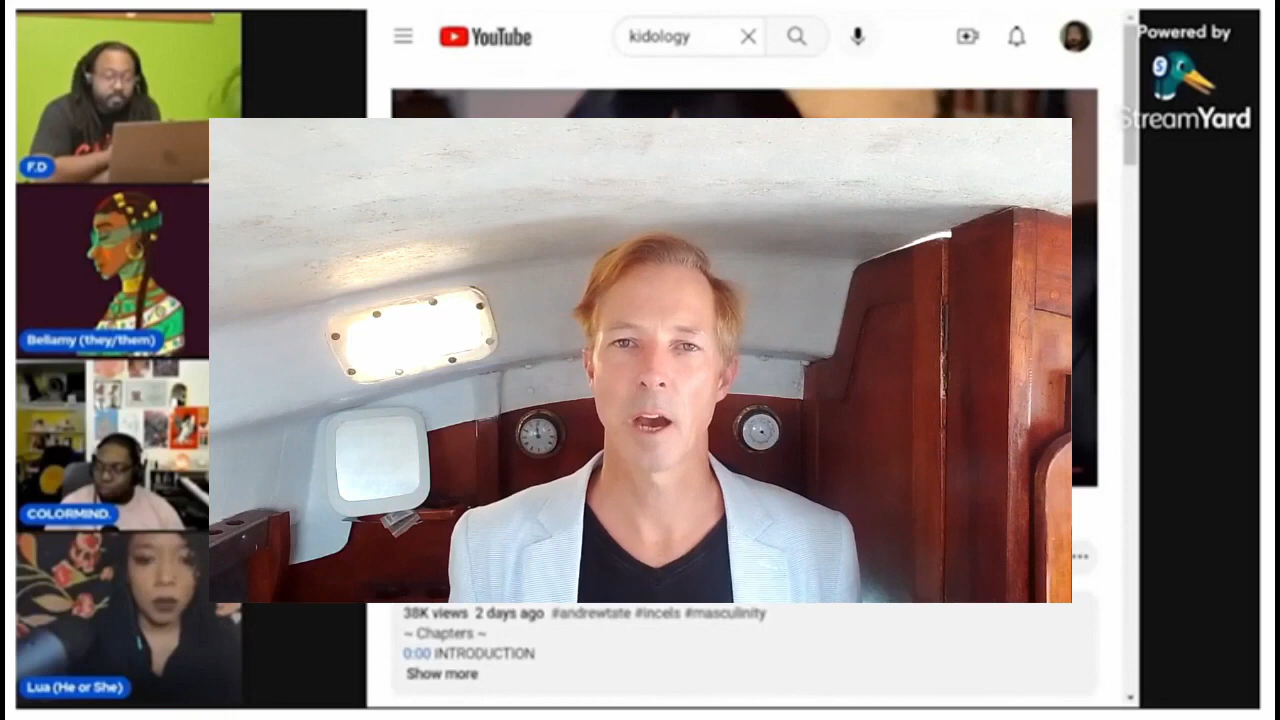 YouTube
kidology
Powered by
S
StreamYard
F.D
Bellamy (they/them)
COLORMIND.
Lua (He or She)
38K views 2 days ago #andrewtate #incels #masculinity
~ Chapters ~
0:00 INTRODUCTION
Show more